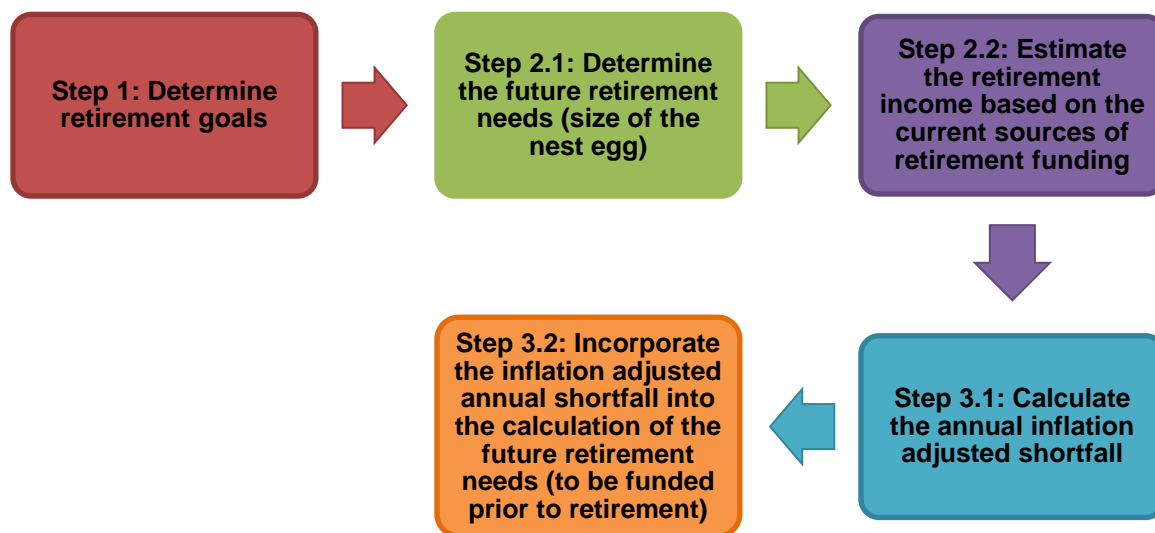 Step 1: Determine
retirement goals
Step 2.1: Determine
the future retirement
needs (size of the
nest egg)
Step 2.2: Estimate
the retirement
income based on the
current sources of
retirement funding
Step 3.1: Calculate
the annual inflation
adjusted shortfall
Step 3.2: Incorporate
the inflation adjusted
annual shortfall into
the calculation of the
future retirement
needs (to be funded
prior to retirement)